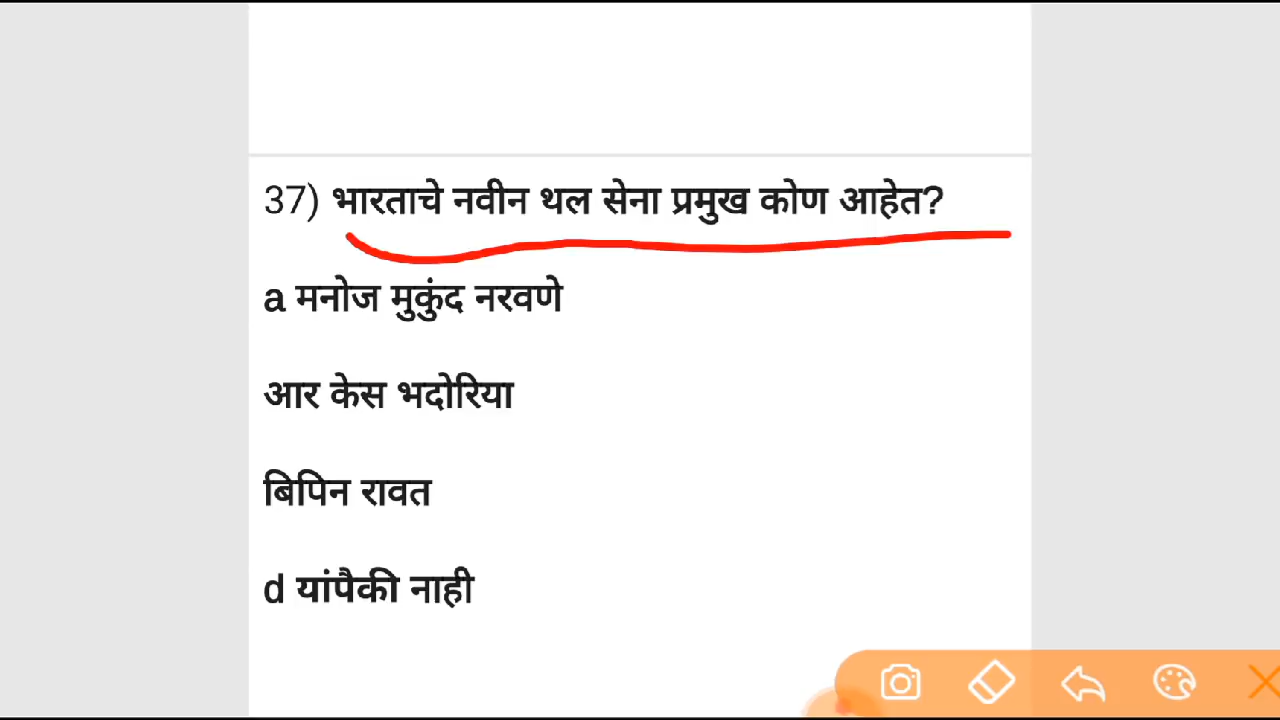 37) भारताचे नवीन थल सेना प्रमुख कोण आहेत?
a मनोज मुकुंद नरवणे
आर केस भदोरिया
बिपिन रावत
d यांपैकी नाही